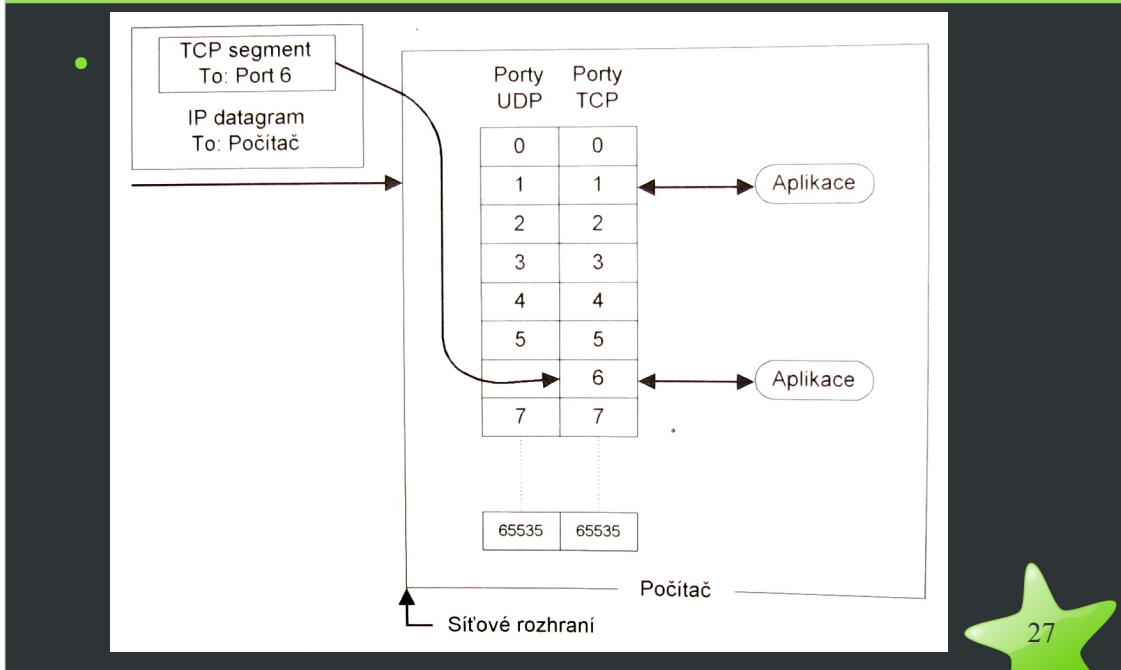 TCP segment
To: Port 6
IP datagram
To: Počítač
Porty UDP
Porty TCP
0 0
1 1
Aplikace
2 2
3 3
4 4
5 5
6
Aplikace
7 7
65535 65535
Počítač
Síťové rozhraní
27